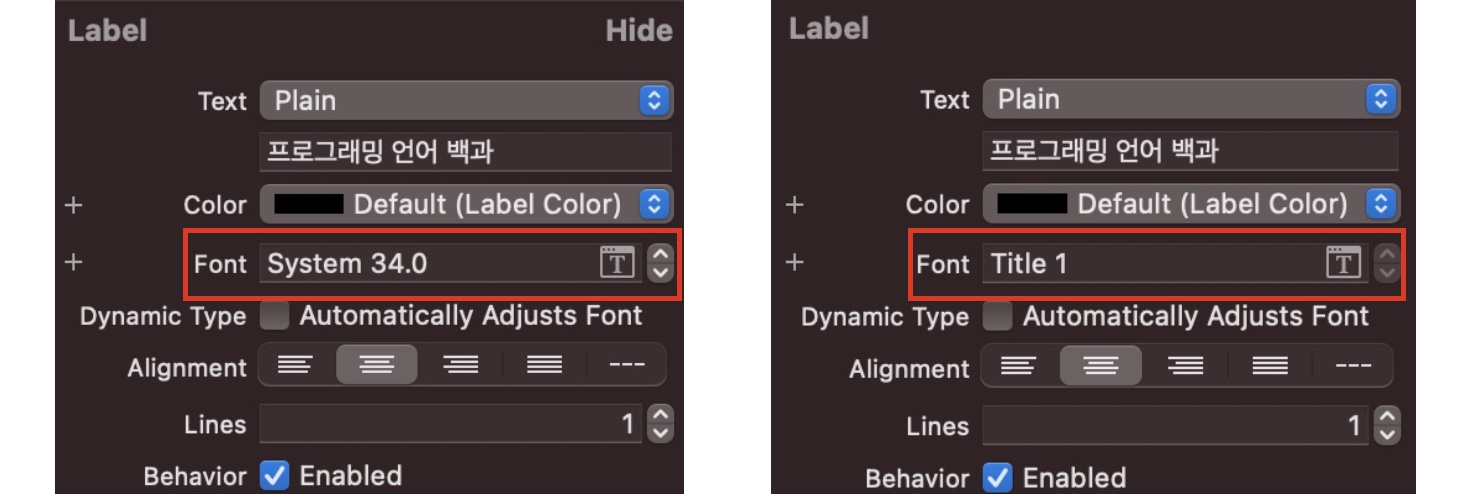 Label Hide
Text Plain
프로그래밍 언어 백과
+ Color Default (Label Color)
+ Font System 34.0 T
Dynamic Type Automatically Adjusts Font
Alignment ---
Lines 1
Behavior Enabled
Label
Text Plain
프로그래밍 언어 백과
+ Color Default (Label Color)
+ Font Title 1 T
Dynamic Type Automatically Adjusts Font
Alignment ---
Lines 1
Behavior Enabled